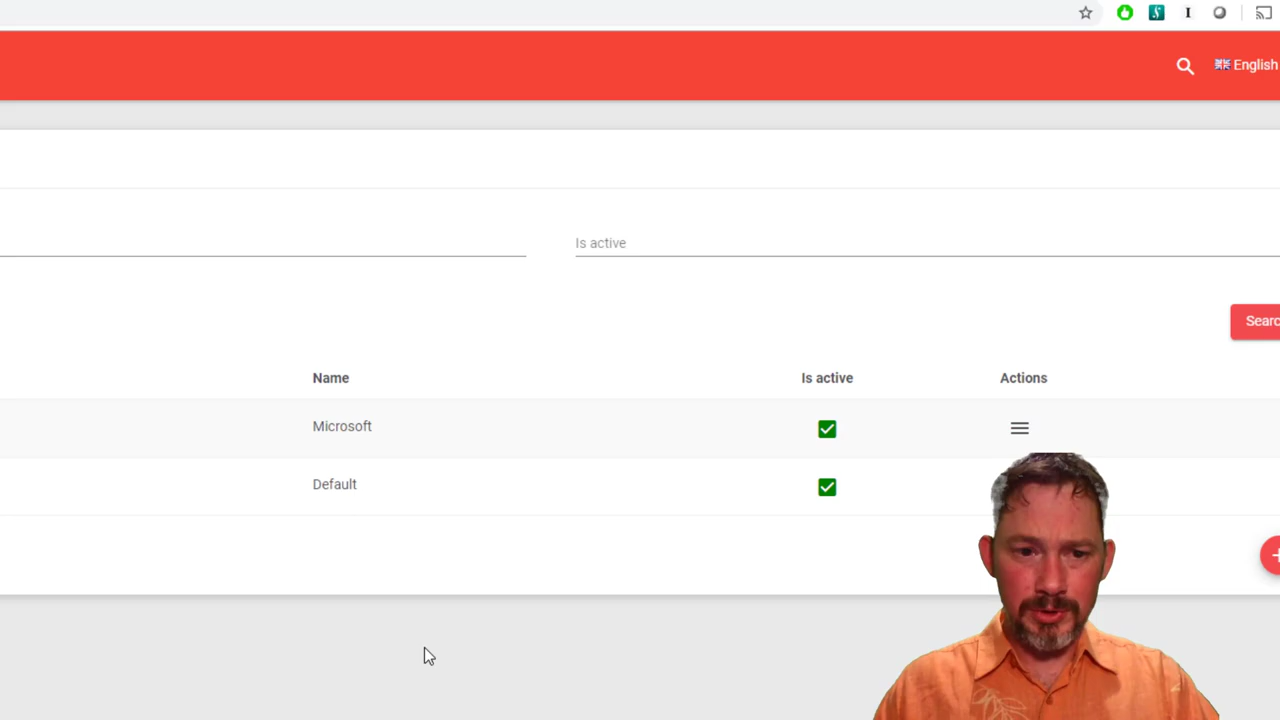 English
Is active
Searc
Name Is active Actions
Microsoft
Default